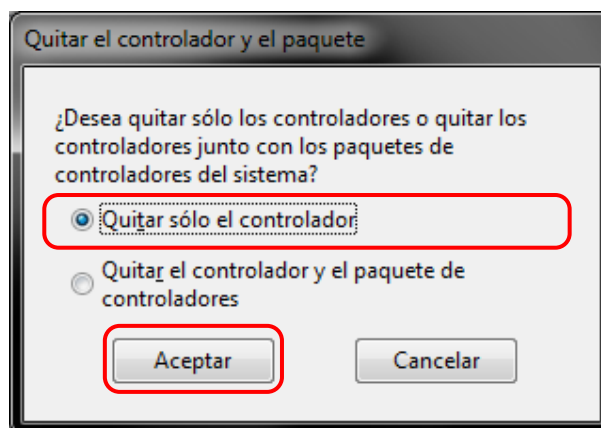 Quitar el controlador y el paquete
¿Desea quitar sólo los controladores o quitar los
controladores junto con los paquetes de
controladores del sistema?
Quitar sólo el controlador
Quitar el controlador y el paquete de
controladores
Aceptar
Cancelar